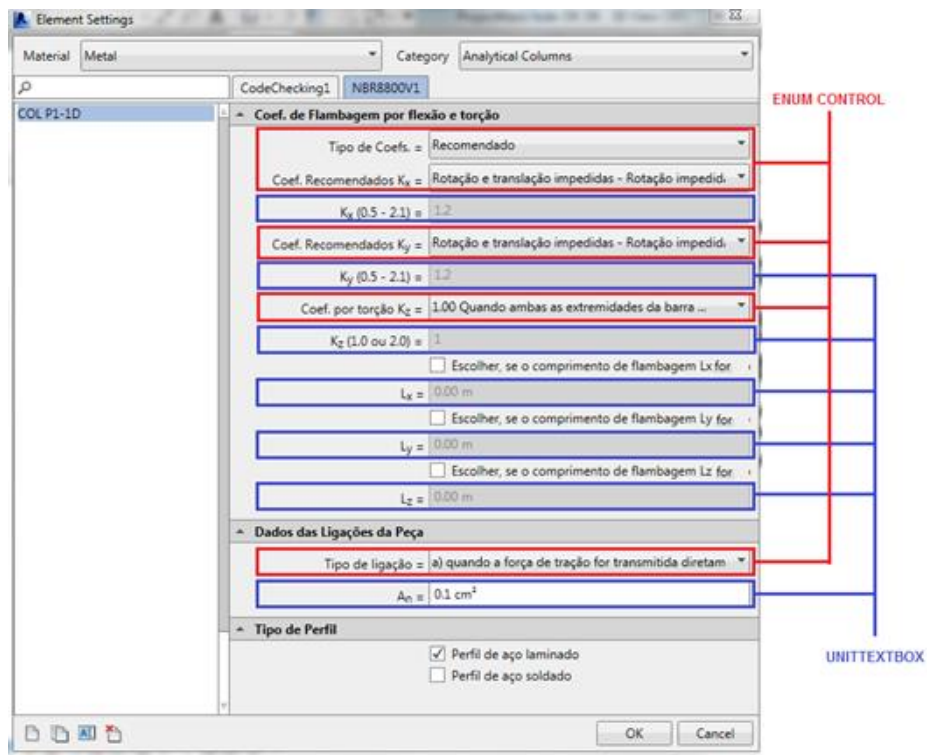 Element Settings
Material Metal Category Analytical Columns
CodeChecking1 NBR8800V1
COL P1-1D
Coef. de Flambagem por flexão e torção
ENUM CONTROL
Tipo de Coefs. = Recomendado
Coef. Recomendados Kx = Rotação e translação impedidas - Rotação impedid
Kx (0.5 - 2.1) = 1.2
Coef. Recomendados Ky = Rotação e translação impedidas - Rotação impedid
Ky (0.5 - 2.1) = 1.2
Coef. por torção Kz = 1.00 Quando ambas as extremidades da barra ...
Kz (1.0 ou 2.0) = 1
Escolher, se o comprimento de flambagem Lx for
Lx = 0.00 m
Escolher, se o comprimento de flambagem Ly for
Ly = 0.00 m
Escolher, se o comprimento de flambagem Lz for
Lz = 0.00 m
Dados das Ligações da Peça
Tipo de ligação = a) quando a força de tração for transmitida diretam
An = 0.1 cm²
Tipo de Perfil
Perfil de aço laminado
UNITTEXTBOX
Perfil de aço soldado
OK Cancel